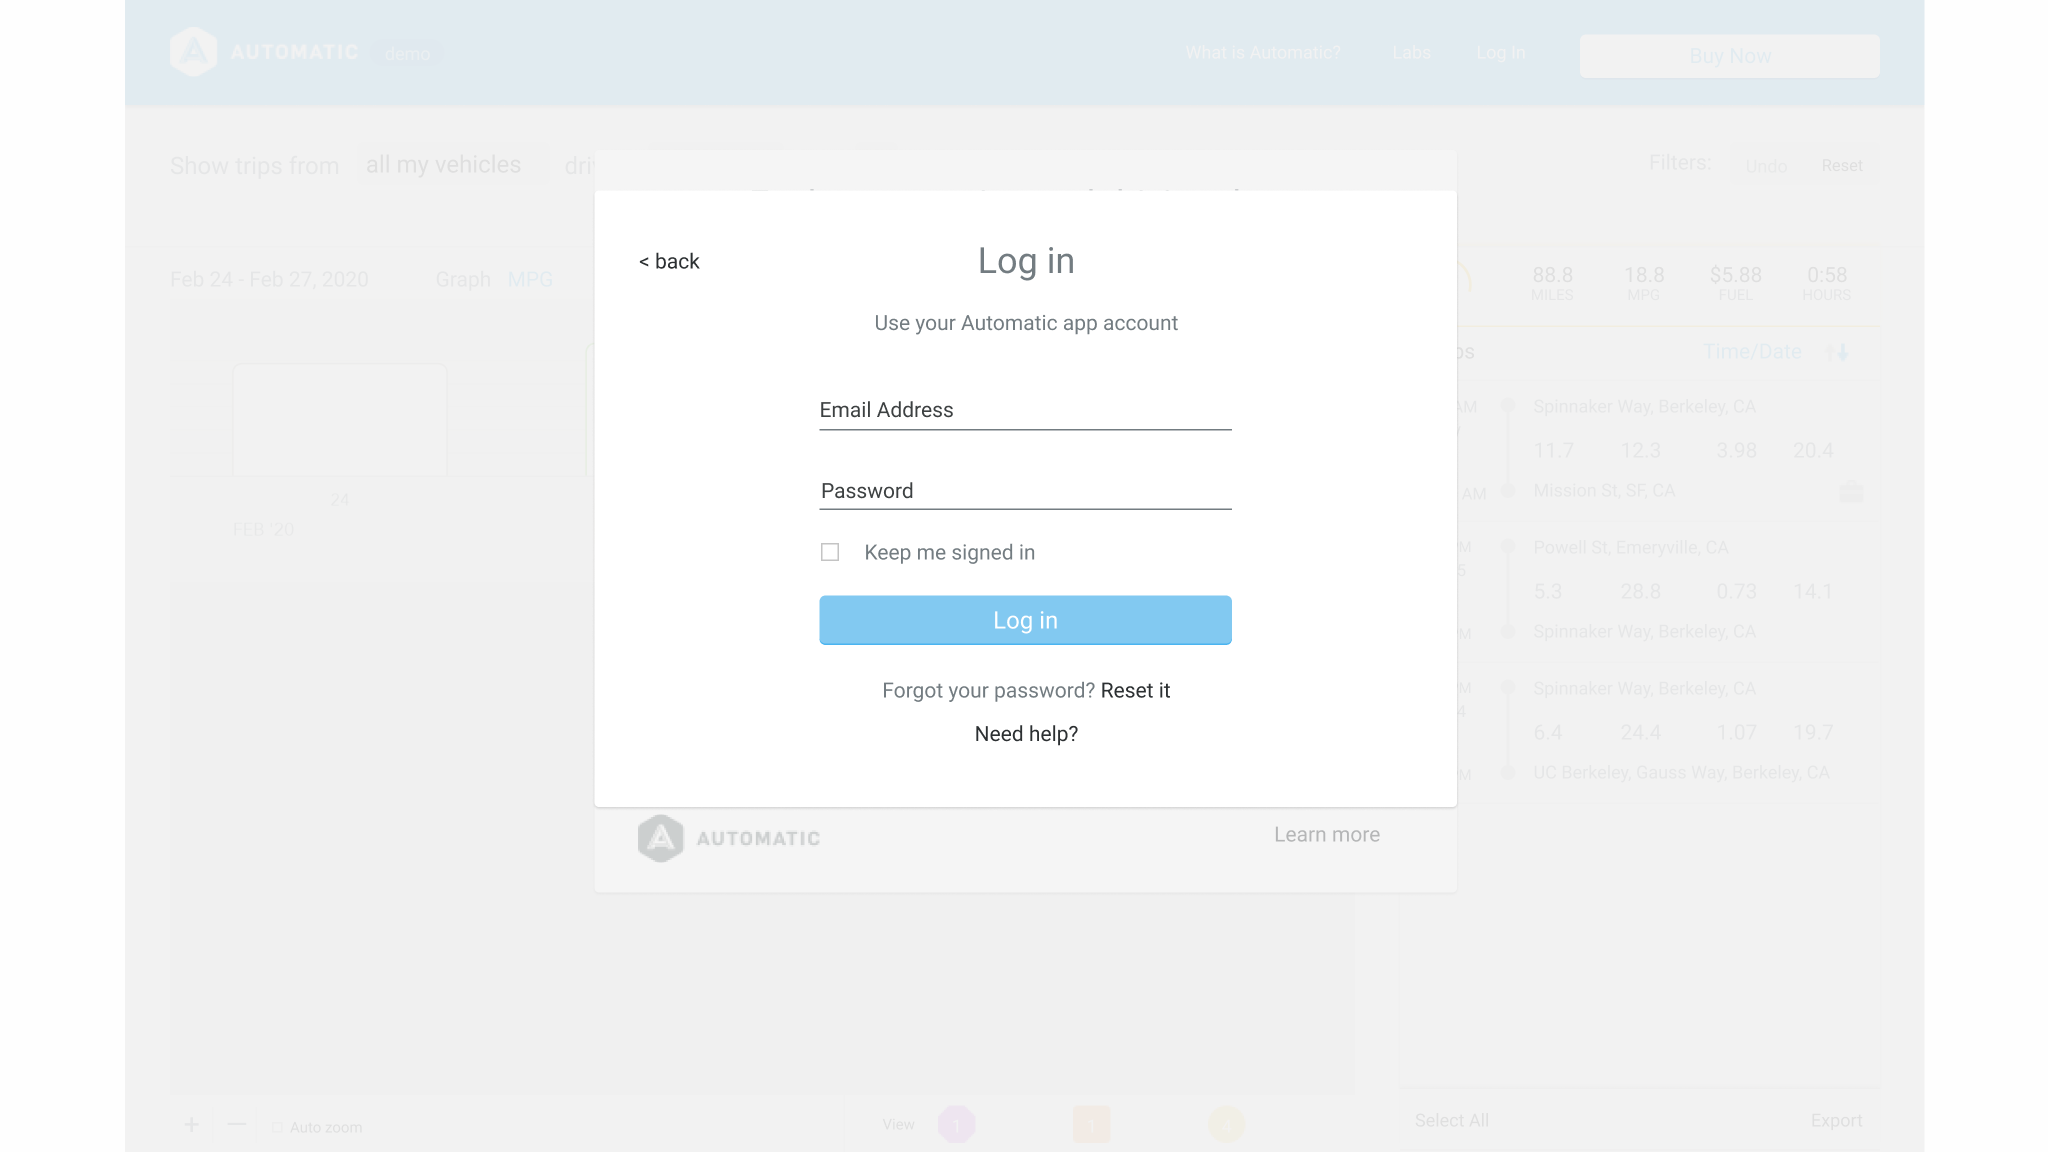 AUTOMATIC demo What is Automatic? Labs Log In Buy Now
Show trips from all my vehicles Filters: Undo Reset
< back Log in
Use your Automatic app account
Email Address
Password
Keep me signed in
Log in
Forgot your password? Reset it
Need help?
AUTOMATIC Learn more
Feb 24 - Feb 27, 2020 Graph MPG
24
FEB '20
88.8 18.8 $5.88 0:58
MILES MPG FUEL HOURS
Time/Date
AM Spinnaker Way, Berkeley, CA
11.7 12.3 3.98 20.4
AM Mission St, SF, CA
Powell St, Emeryville, CA
5.3 28.8 0.73 14.1
Spinnaker Way, Berkeley, CA
Spinnaker Way, Berkeley, CA
6.4 24.4 1.07 19.7
UC Berkeley, Gauss Way, Berkeley, CA
+ — Auto zoom View 1 1 Select All Export